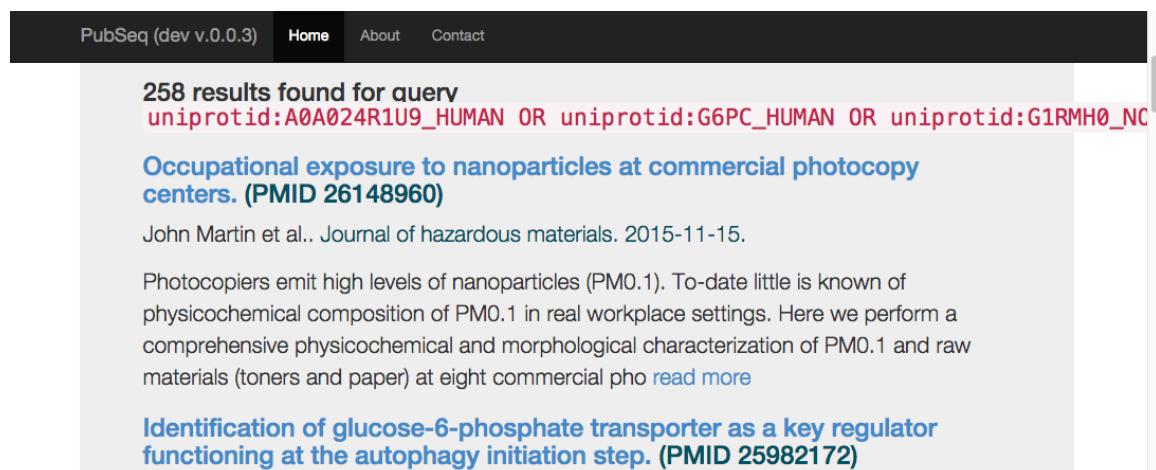 PubSeq (dev v.0.0.3) Home About Contact
258 results found for query
uniprotid:A0A024R1U9_HUMAN OR uniprotid:G6PC_HUMAN OR uniprotid:G1RMH0_NO
Occupational exposure to nanoparticles at commercial photocopy
centers. (PMID 26148960)
John Martin et al.. Journal of hazardous materials. 2015-11-15.
Photocopiers emit high levels of nanoparticles (PM0.1). To-date little is known of
physicochemical composition of PM0.1 in real workplace settings. Here we perform a
comprehensive physicochemical and morphological characterization of PM0.1 and raw
materials (toners and paper) at eight commercial pho read more
Identification of glucose-6-phosphate transporter as a key regulator
functioning at the autophagy initiation step. (PMID 25982172)